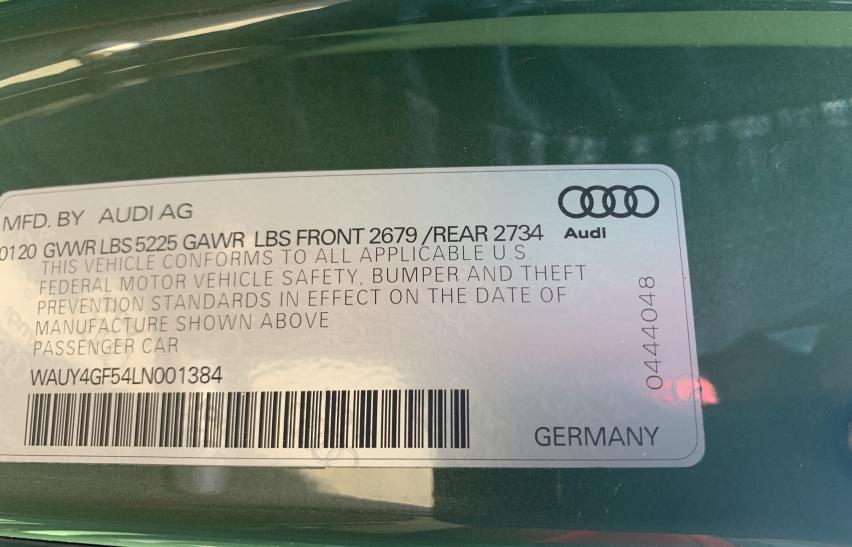 MFD. BY AUDI AG
0120 GVWR LBS 5225 GAWR LBS FRONT 2679 /REAR 2734
Audi
THIS VEHICLE CONFORMS TO ALL APPLICABLE U.S.
FEDERAL MOTOR VEHICLE SAFETY, BUMPER AND THEFT
PREVENTION STANDARDS IN EFFECT ON THE DATE OF
MANUFACTURE SHOWN ABOVE
PASSENGER CAR
WAUY4GF54LN001384
0444048
GERMANY